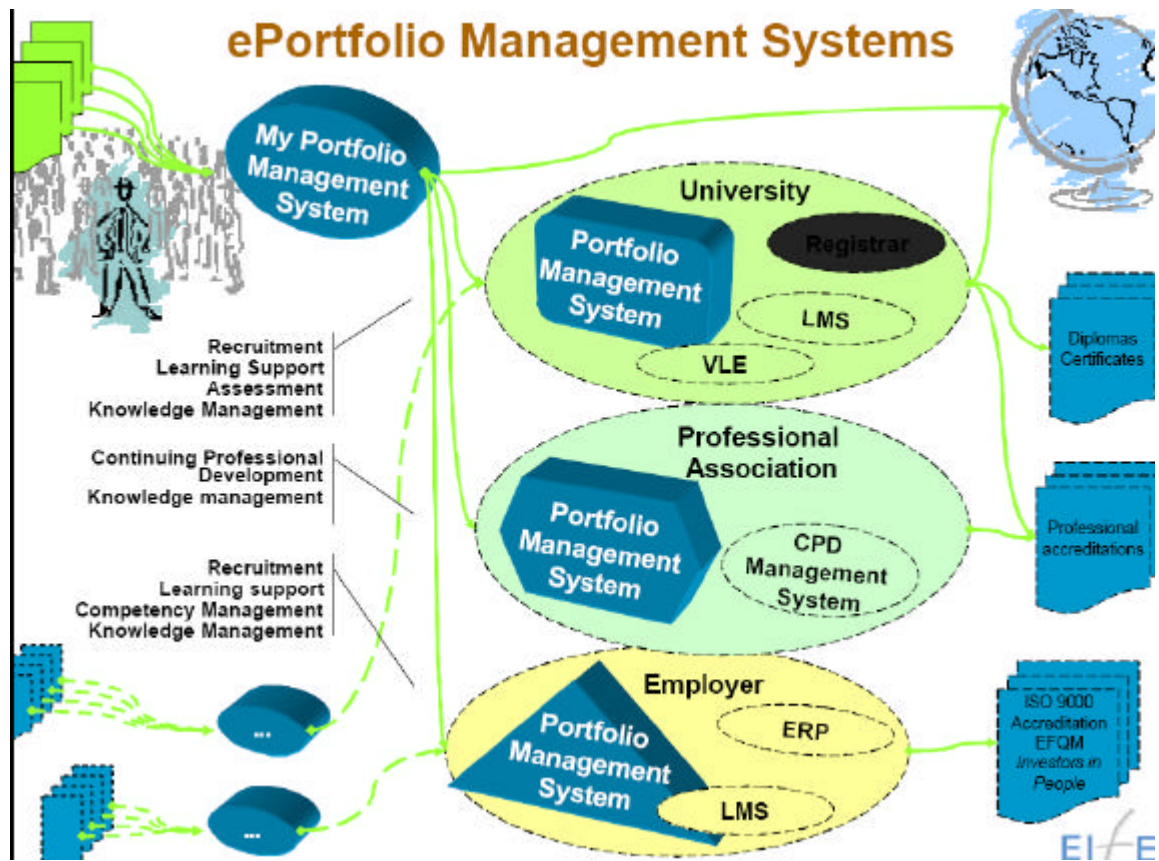 ePortfolio Management Systems
My Portfolio
Management
System
University
Portfolio
Management
System
Registrar
LMS
VLE
Recruitment
Learning Support
Assessment
Knowledge Management
Diplomas
Certificates
Professional
Association
Continuing Professional
Development
Knowledge management
Portfolio
Management
System
CPD
Management
System
Professional
accreditations
Recruitment
Learning support
Competency Management
Knowledge Management
Employer
Portfolio
Management
System
ERP
LMS
ISO 9000
Accreditation
EFQM
Investors in
People
...
...
EIfE